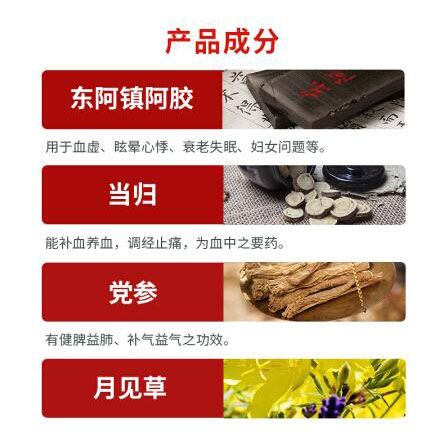 产品成分
东阿镇阿胶
用于血虚、眩晕心悸、衰老失眠、妇女问题等。
当归
能补血养血，调经止痛，为血中之要药。
党参
有健脾益肺、补气益气之功效。
月见草